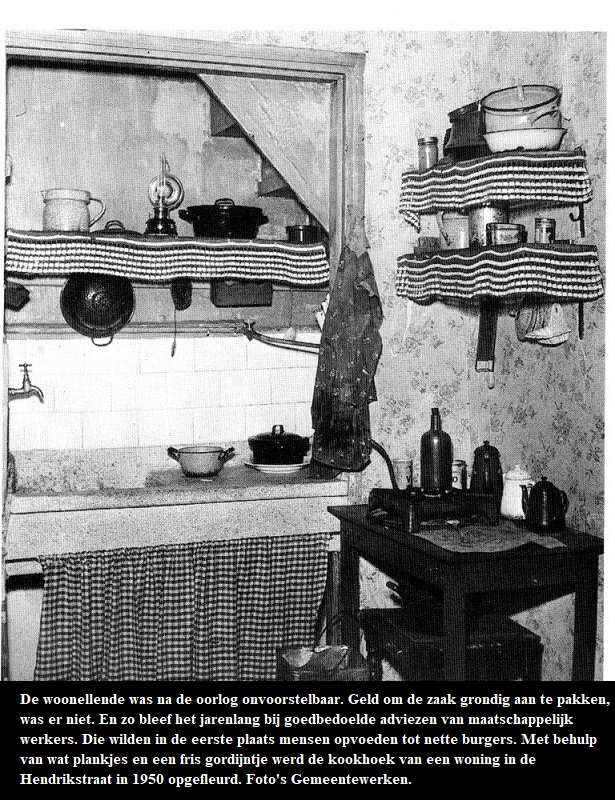 De woonellende was na de oorlog onvoorstelbaar. Geld om de zaak grondig aan te pakken,
was er niet. En zo bleef het jarenlang bij goedbedoelde adviezen van maatschappelijk
werkers. Die wilden in de eerste plaats mensen opvoeden tot nette burgers. Met behulp
van wat plankjes en een fris gordijntje werd de kookhoek van een woning in de
Hendrikstraat in 1950 opgefleurd. Foto's Gemeentewerken.